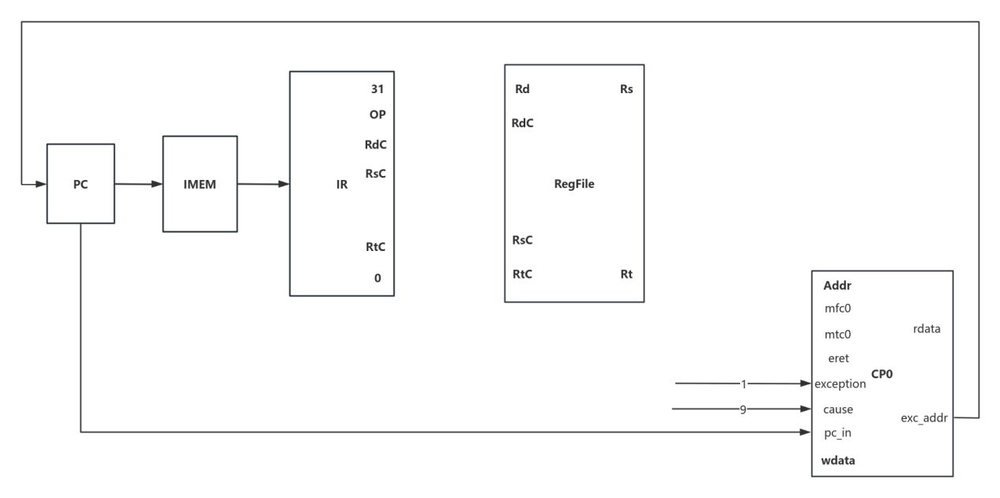 PC
IMEM
31
OP
RdC
RsC
IR
RtC
0
Rd
Rs
RdC
RegFile
RsC
RtC
Rt
Addr
mfc0
rdata
mtc0
eret
CP0
1
exception
9
cause
exc_addr
pc_in
wdata